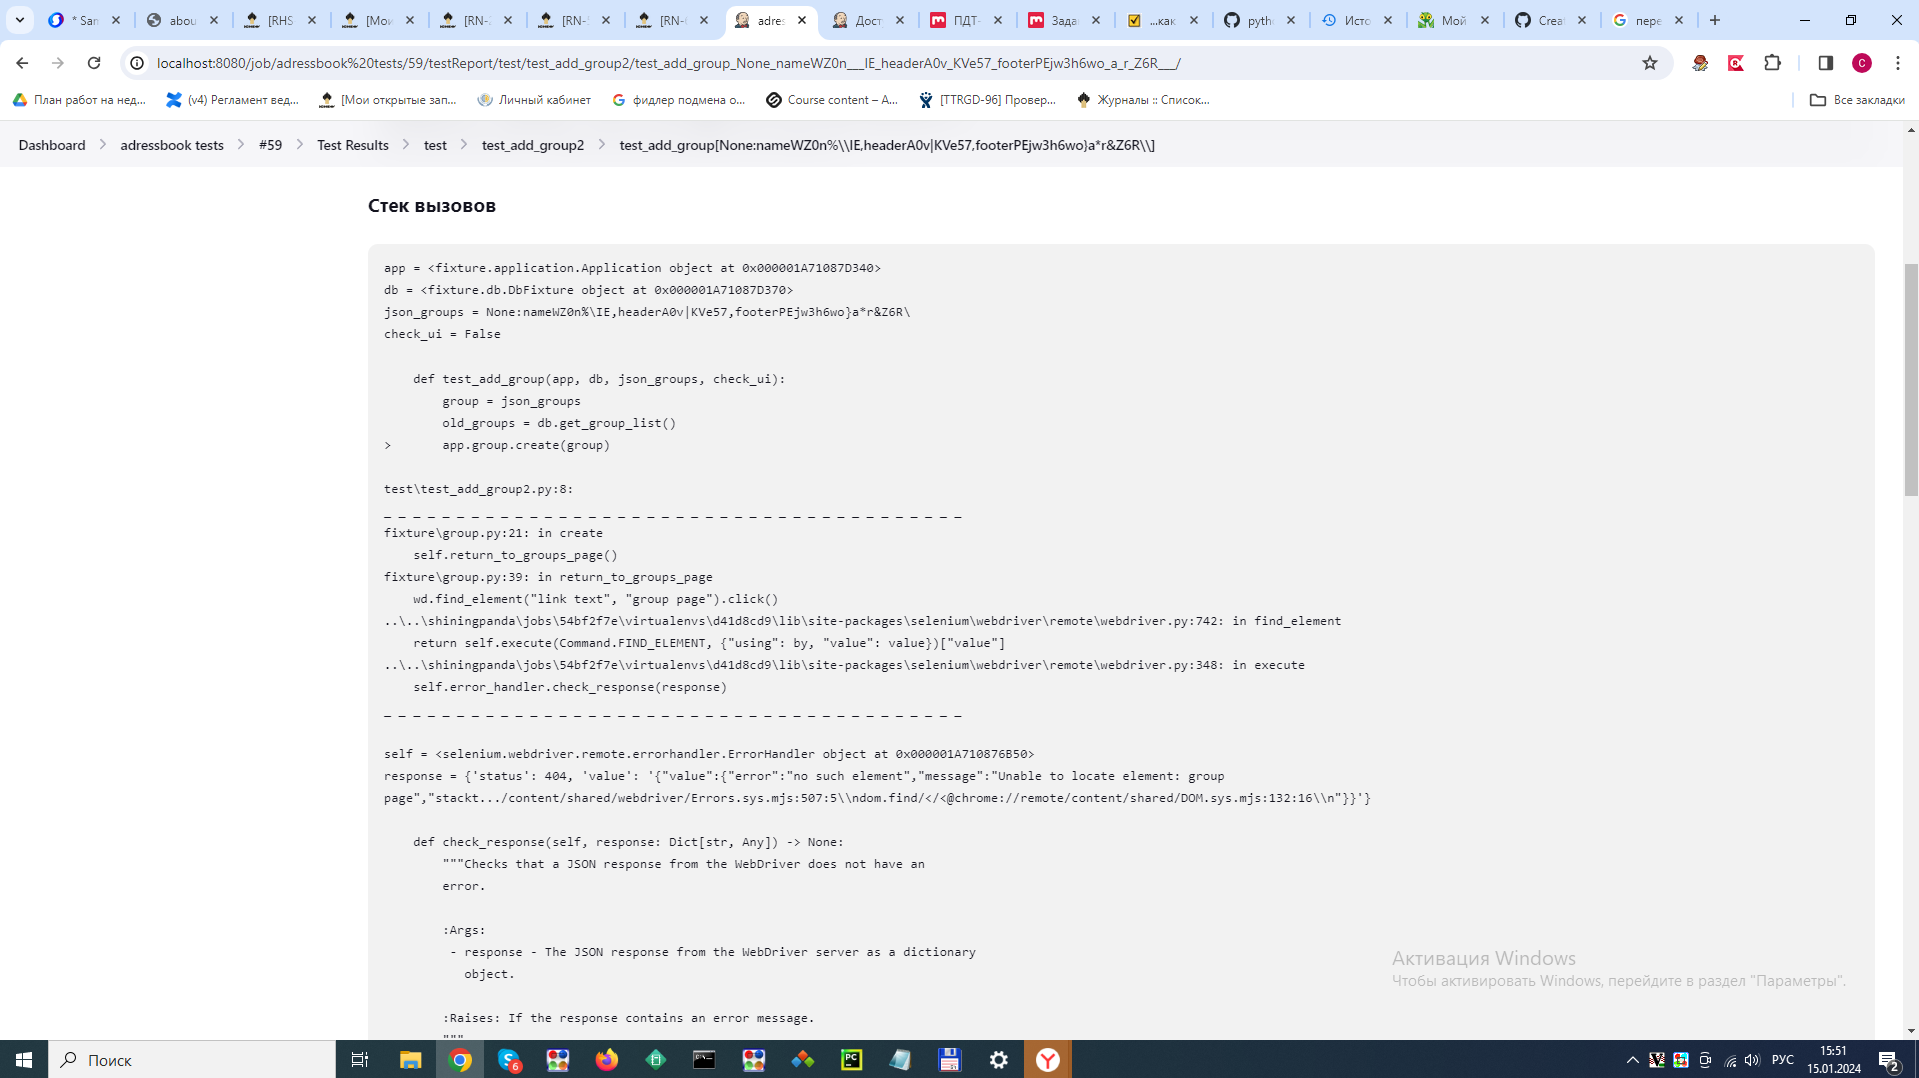 * San
abou
[RHS
[Мои
[RN-
[RN-
[RN-
adres
Дост
ПДТ-
Зада
...как
pyth
Исто
Мой
Crea
пере
localhost:8080/job/adressbook%20tests/59/testReport/test/test_add_group2/test_add_group_None_nameWZ0n___IE_headerA0v_KVe57_footerPEjw3h6wo_a_r_Z6R___/
C
План работ на нед...
(v4) Регламент вед...
[Мои открытые зап...
Личный кабинет
фидлер подмена о...
Course content – A...
[TTRGD-96] Провер...
Журналы :: Список...
Все закладки
Dashboard
adressbook tests
#59
Test Results
test
test_add_group2
test_add_group[None:nameWZ0n%\\IE,headerA0v|KVe57,footerPEjw3h6wo}a*r&Z6R\\]
Стек вызовов
app = <fixture.application.Application object at 0x000001A71087D340>
db = <fixture.db.DbFixture object at 0x000001A71087D370>
json_groups = None:nameWZ0n%\IE,headerA0v|KVe57,footerPEjw3h6wo}a*r&Z6R\
check_ui = False
def test_add_group(app, db, json_groups, check_ui):
group = json_groups
old_groups = db.get_group_list()
> app.group.create(group)
test\test_add_group2.py:8:
_ _ _ _ _ _ _ _ _ _ _ _ _ _ _ _ _ _ _ _ _ _ _ _ _ _ _ _ _ _ _ _ _ _ _ _ _ _ _ _
fixture\group.py:21: in create
self.return_to_groups_page()
fixture\group.py:39: in return_to_groups_page
wd.find_element("link text", "group page").click()
..\..\shiningpanda\jobs\54bf2f7e\virtualenvs\d41d8cd9\lib\site-packages\selenium\webdriver\remote\webdriver.py:742: in find_element
return self.execute(Command.FIND_ELEMENT, {"using": by, "value": value})["value"]
..\..\shiningpanda\jobs\54bf2f7e\virtualenvs\d41d8cd9\lib\site-packages\selenium\webdriver\remote\webdriver.py:348: in execute
self.error_handler.check_response(response)
_ _ _ _ _ _ _ _ _ _ _ _ _ _ _ _ _ _ _ _ _ _ _ _ _ _ _ _ _ _ _ _ _ _ _ _ _ _ _ _
self = <selenium.webdriver.remote.errorhandler.ErrorHandler object at 0x000001A710876B50>
response = {'status': 404, 'value': '{"value":{"error":"no such element","message":"Unable to locate element: group
page","stackt.../content/shared/webdriver/Errors.sys.mjs:507:5\\ndom.find/</<@chrome://remote/content/shared/DOM.sys.mjs:132:16\\n"}}'}
def check_response(self, response: Dict[str, Any]) -> None:
"""Checks that a JSON response from the WebDriver does not have an
error.
:Args:
- response - The JSON response from the WebDriver server as a dictionary
object.
:Raises: If the response contains an error message.
"""
Активация Windows
Чтобы активировать Windows, перейдите в раздел "Параметры".
Поиск
6
PC
РУС
15:51
15.01.2024
2